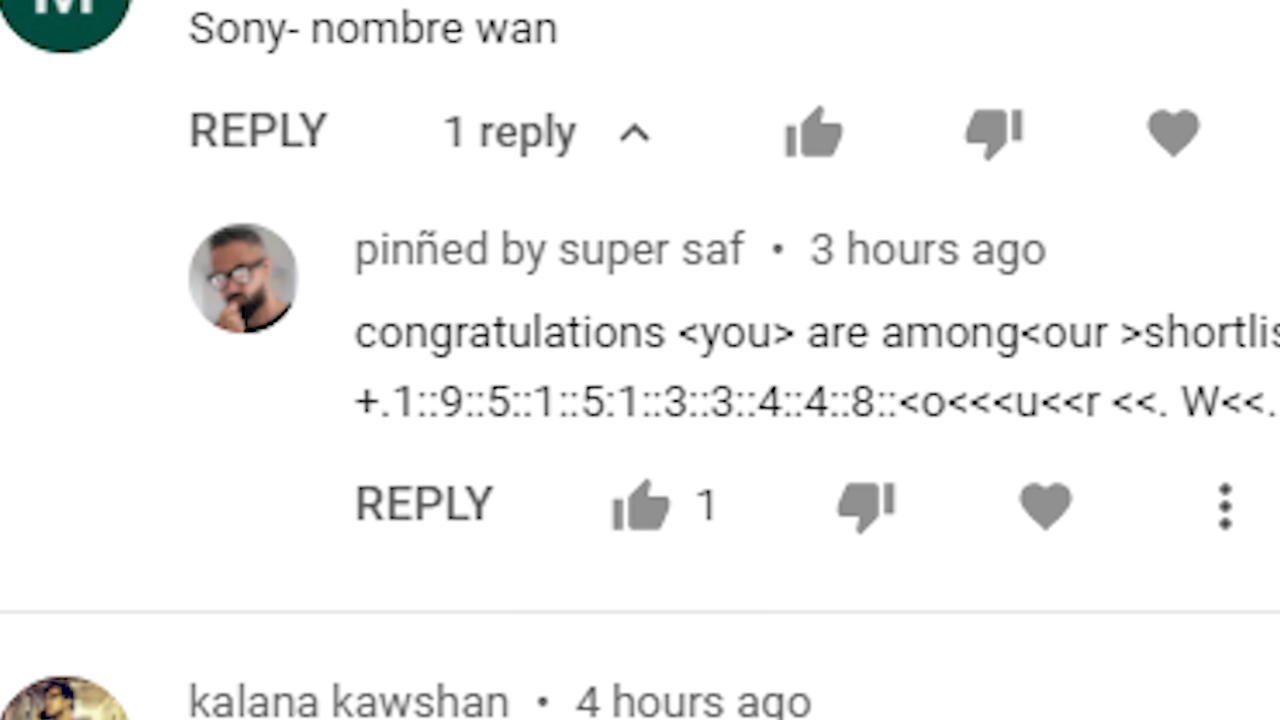 M
Sony- nombre wan
REPLY 1 reply
pinñed by super saf • 3 hours ago
congratulations <you> are among<our >shortlis
+.1::9::5::1::5:1::3::3::4::4::8::<o<<<u<<r <<. W<<.
REPLY 1
kalana kawshan • 4 hours ago